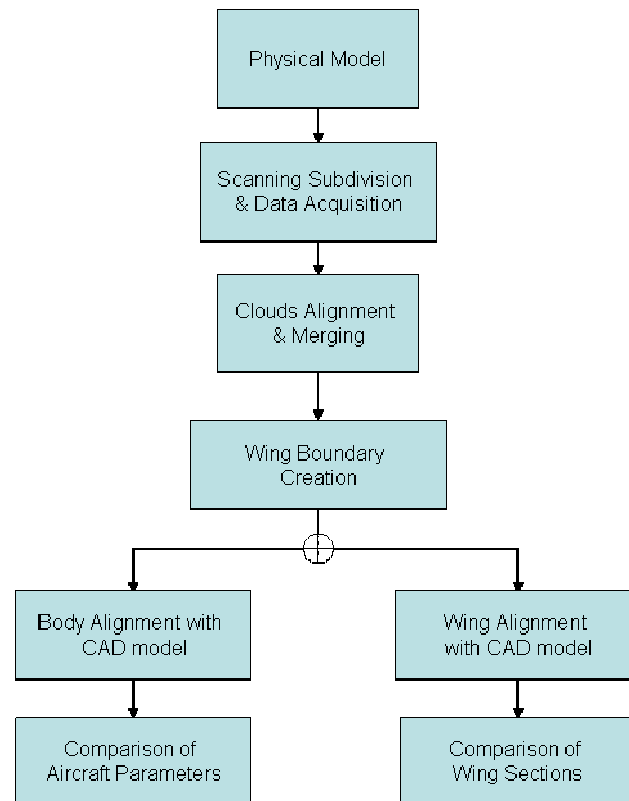 Physical Model
Scanning Subdivision
& Data Acquisition
Clouds Alignment
& Merging
Wing Boundary
Creation
Body Alignment with
CAD model
Wing Alignment
with CAD model
Comparison of
Aircraft Parameters
Comparison of
Wing Sections